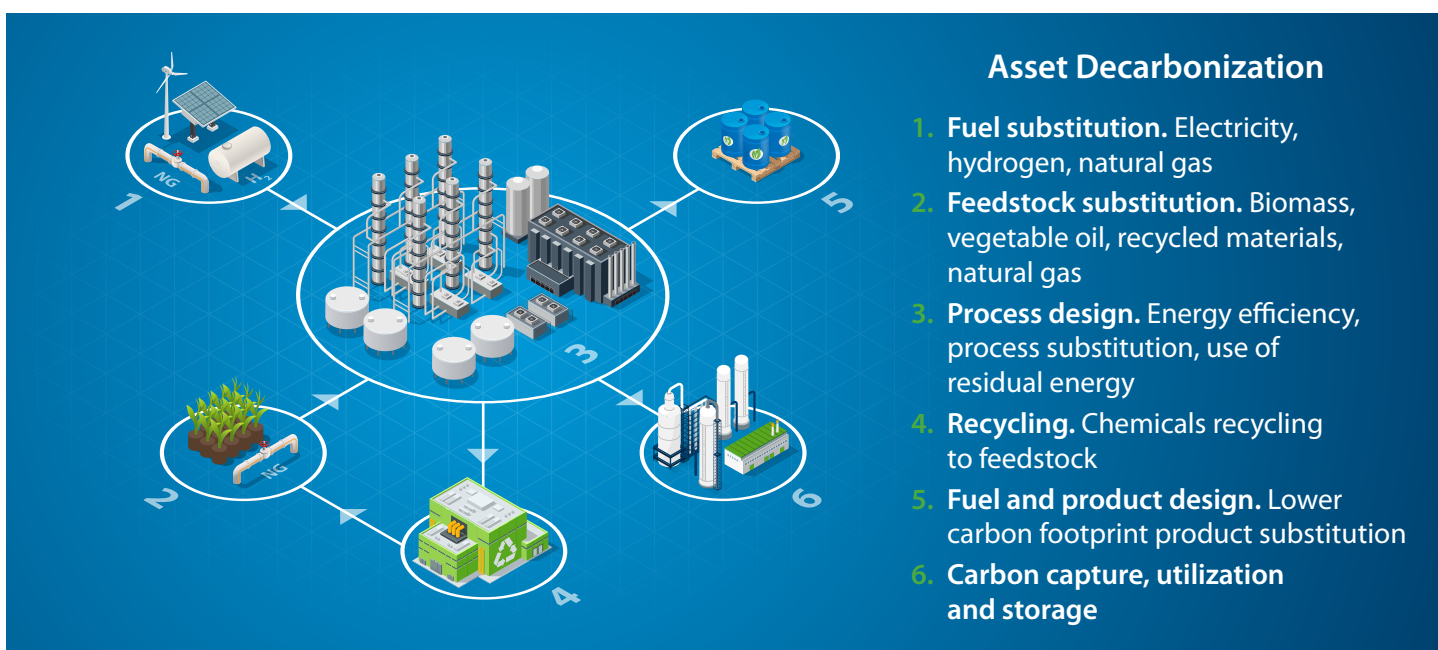 Asset Decarbonization
1. Fuel substitution. Electricity,
hydrogen, natural gas
2. Feedstock substitution. Biomass,
vegetable oil, recycled materials,
natural gas
3. Process design. Energy efficiency,
process substitution, use of
residual energy
4. Recycling. Chemicals recycling
to feedstock
5. Fuel and product design. Lower
carbon footprint product substitution
6. Carbon capture, utilization
and storage
NG
H₂
1
5
3
NG
2
6
4